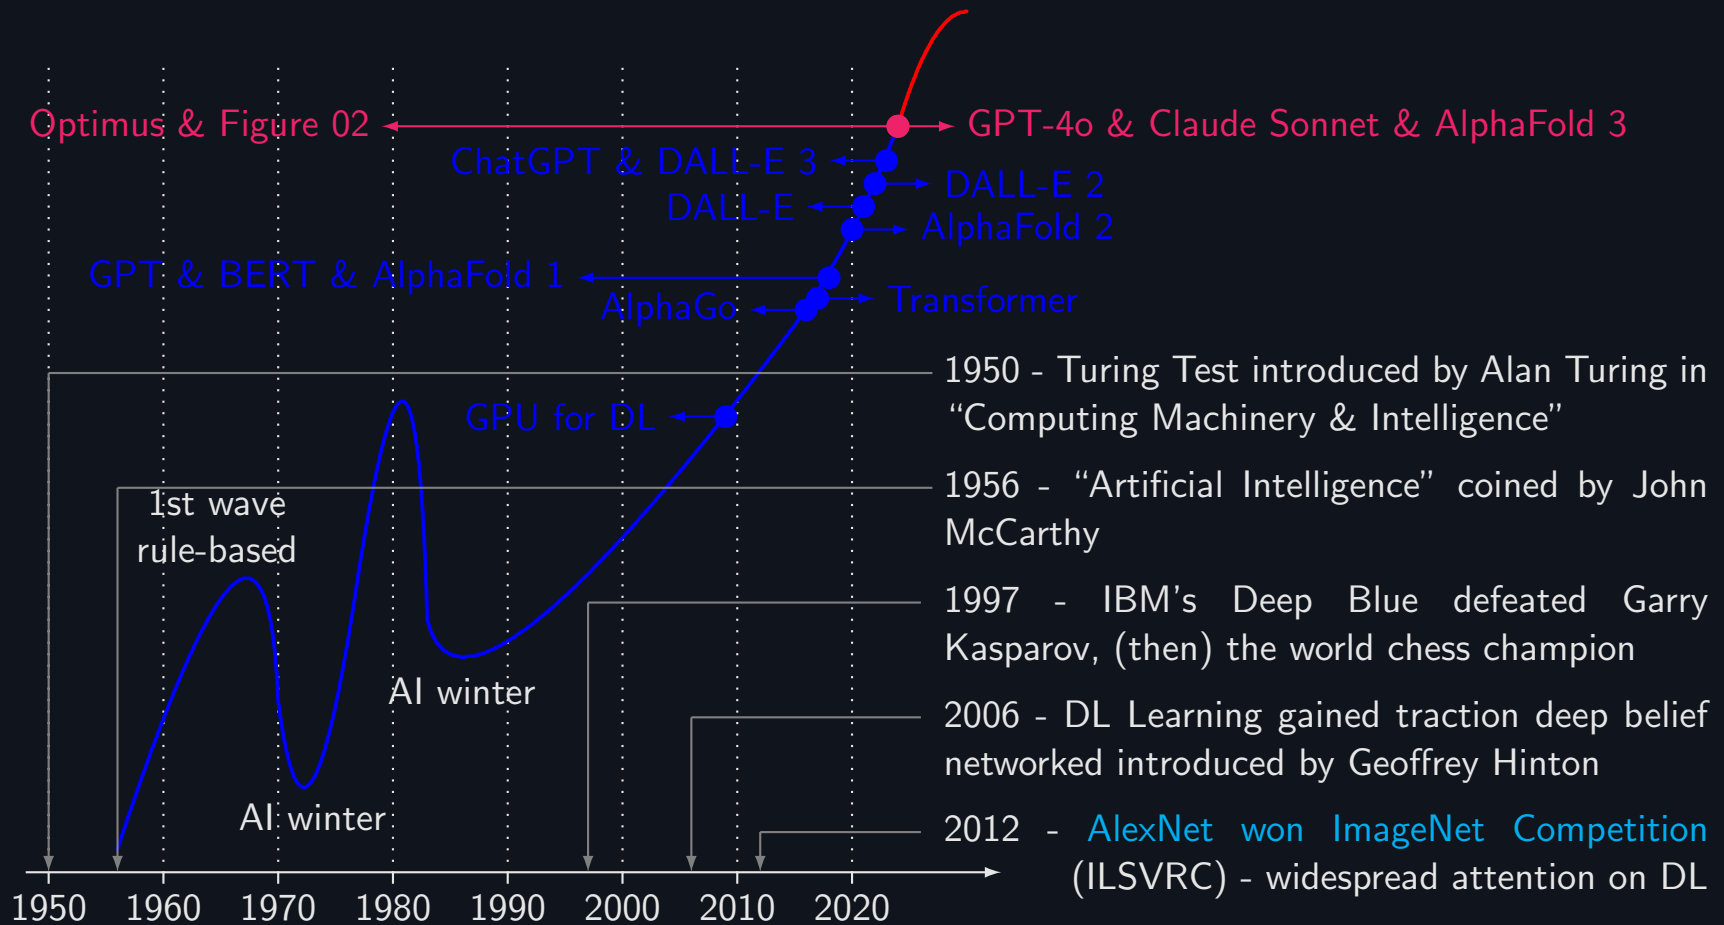 Optimus & Figure 02
GPT-4o & Claude Sonnet & AlphaFold 3
ChatGPT & DALL-E 3
DALL-E 2
DALL-E
AlphaFold 2
GPT & BERT & AlphaFold 1
Transformer
AlphaGo
GPU for DL
1st wave
rule-based
AI winter
AI winter
1950 - Turing Test introduced by Alan Turing in
“Computing Machinery & Intelligence”
1956 - “Artificial Intelligence” coined by John
McCarthy
1997 - IBM’s Deep Blue defeated Garry
Kasparov, (then) the world chess champion
2006 - DL Learning gained traction deep belief
networked introduced by Geoffrey Hinton
2012 - AlexNet won ImageNet Competition
(ILSVRC) - widespread attention on DL
1950 1960 1970 1980 1990 2000 2010 2020